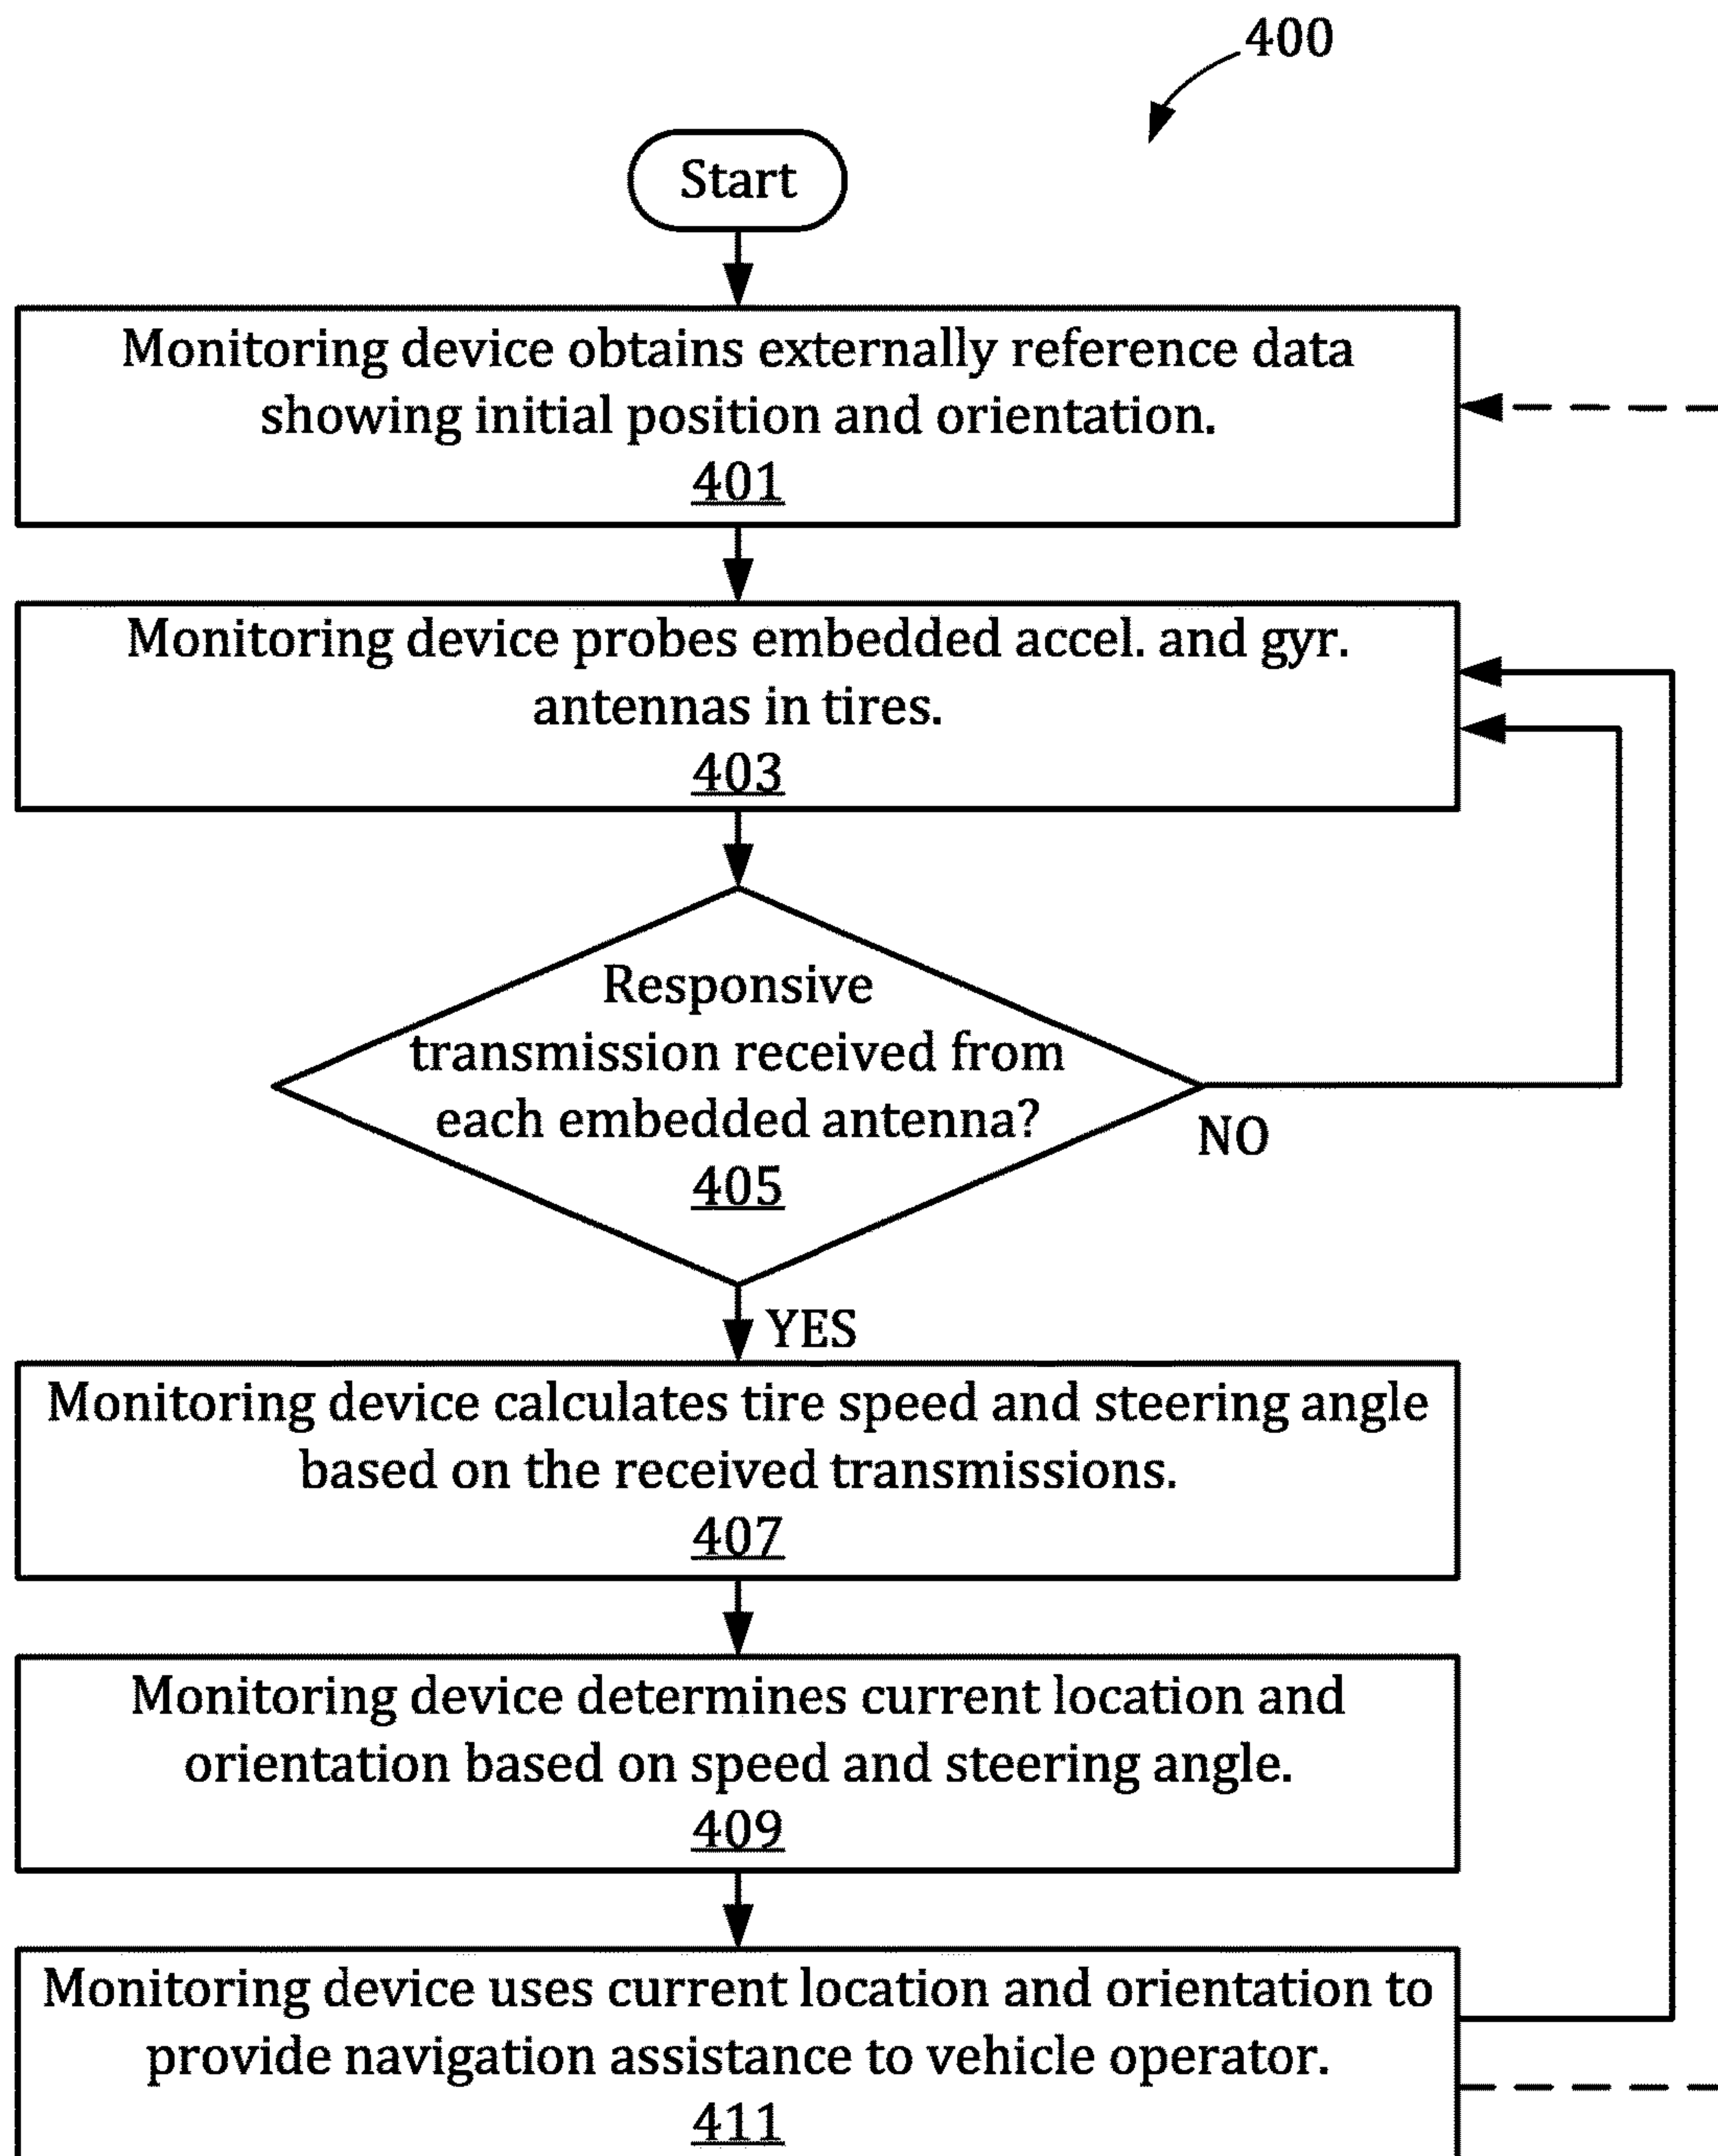 400
Start
Monitoring device obtains externally reference data
showing initial position and orientation.
401
Monitoring device probes embedded accel. and gyr.
antennas in tires.
403
Responsive
transmission received from
each embedded antenna?
405
NO
YES
Monitoring device calculates tire speed and steering angle
based on the received transmissions.
407
Monitoring device determines current location and
orientation based on speed and steering angle.
409
Monitoring device uses current location and orientation to
provide navigation assistance to vehicle operator.
411